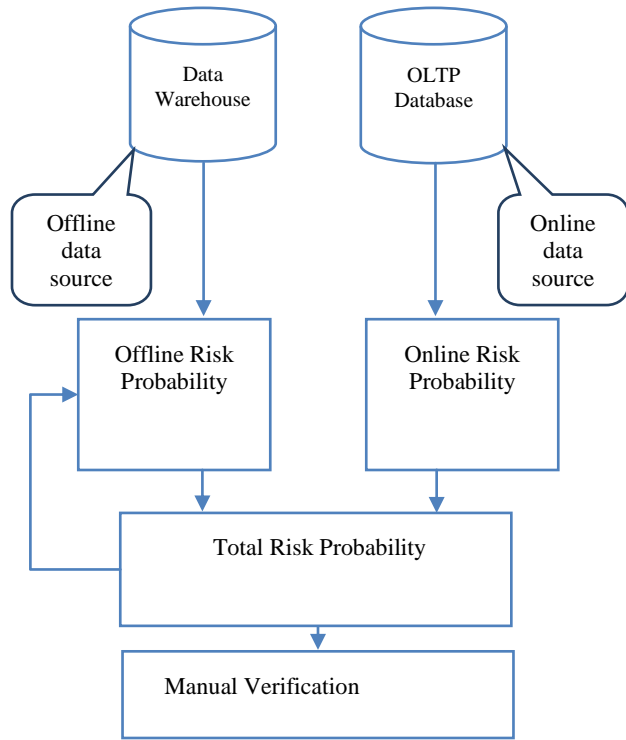 Data
Warehouse
OLTP
Database
Offline
data
source
Online
data
source
Offline Risk
Probability
Online Risk
Probability
Total Risk Probability
Manual Verification